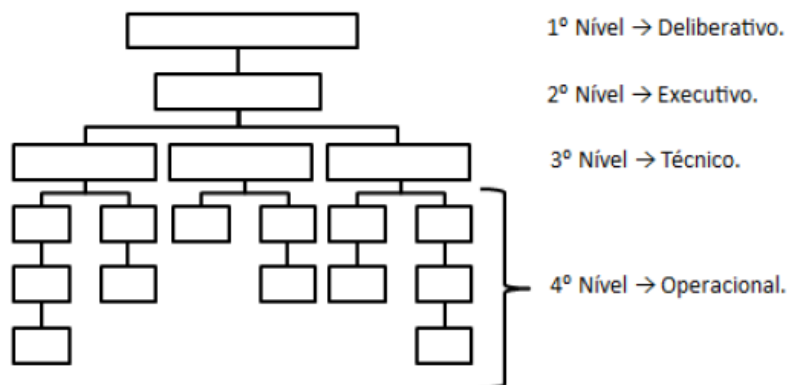 1º Nível → Deliberativo.
2º Nível → Executivo.
3º Nível → Técnico.
4º Nível → Operacional.